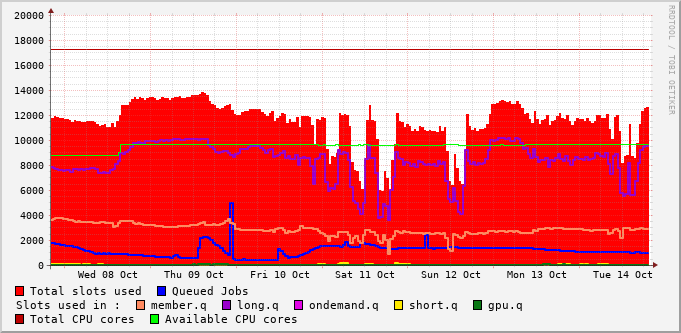 20000
18000
16000
14000
12000
10000
8000
6000
4000
2000
0
Wed 08 Oct Thu 09 Oct Fri 10 Oct Sat 11 Oct Sun 12 Oct Mon 13 Oct Tue 14 Oct
Total slots used Queued Jobs
Slots used in : member.q long.q ondemand.q short.q gpu.q
Total CPU cores Available CPU cores
RRDTOOL / TOBI OETIKER